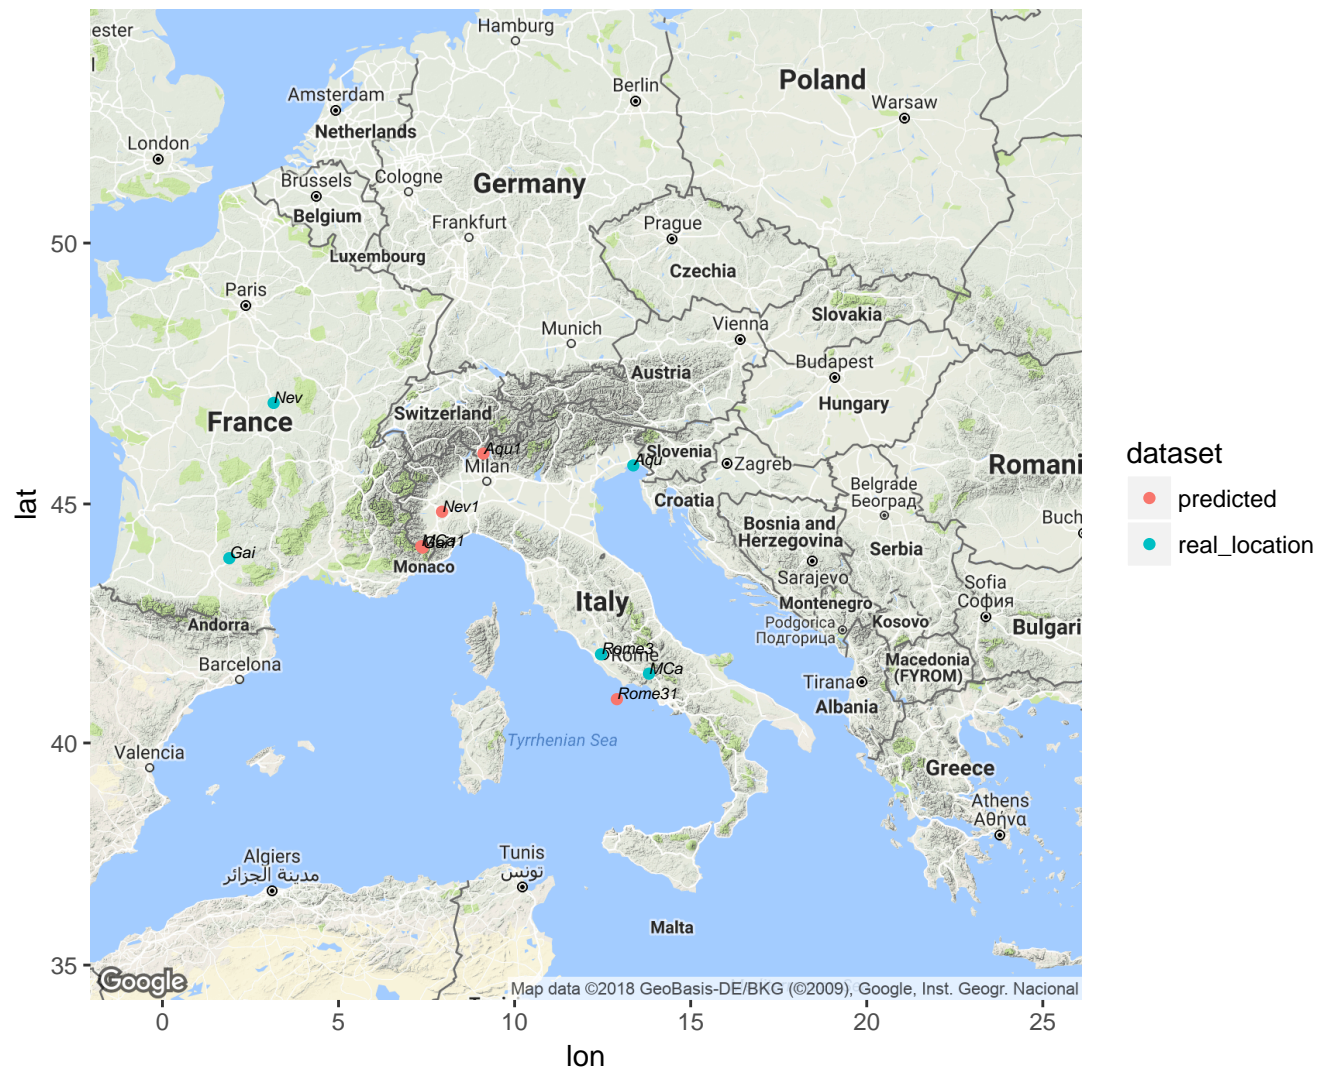 ester
l
Hamburg
Berlin
Poland
Warsaw
Amsterdam
Netherlands
London
Brussels
Cologne
Germany
Belgium
Frankfurt
Prague
Luxembourg
Czechia
Paris
Munich
Vienna
Slovakia
Budapest
Austria
Hungary
Nev
France
Switzerland
Aqu1
Milan
Aqu
Slovenia
Zagreb
Romani
Belgrade
Београд
Croatia
Nev1
Bosnia and
Herzegovina
Buch
Serbia
MCa1
Gai
Monaco
Sarajevo
Sofia
София
Italy
Montenegro
Andorra
Podgorica
Подгорица
Kosovo
Bulgari
Rome3
Rome
Barcelona
MCa
Macedonia
(FYROM)
Rome31
Tirana
Albania
Tyrrhenian Sea
Valencia
Greece
Athens
Αθήνα
Algiers
مدينة الجزائر
Tunis
تونس
Malta
Google
Map data ©2018 GeoBasis-DE/BKG (©2009), Google, Inst. Geogr. Nacional
50
45
40
35
lat
0
5
10
15
20
25
lon
dataset
predicted
real_location